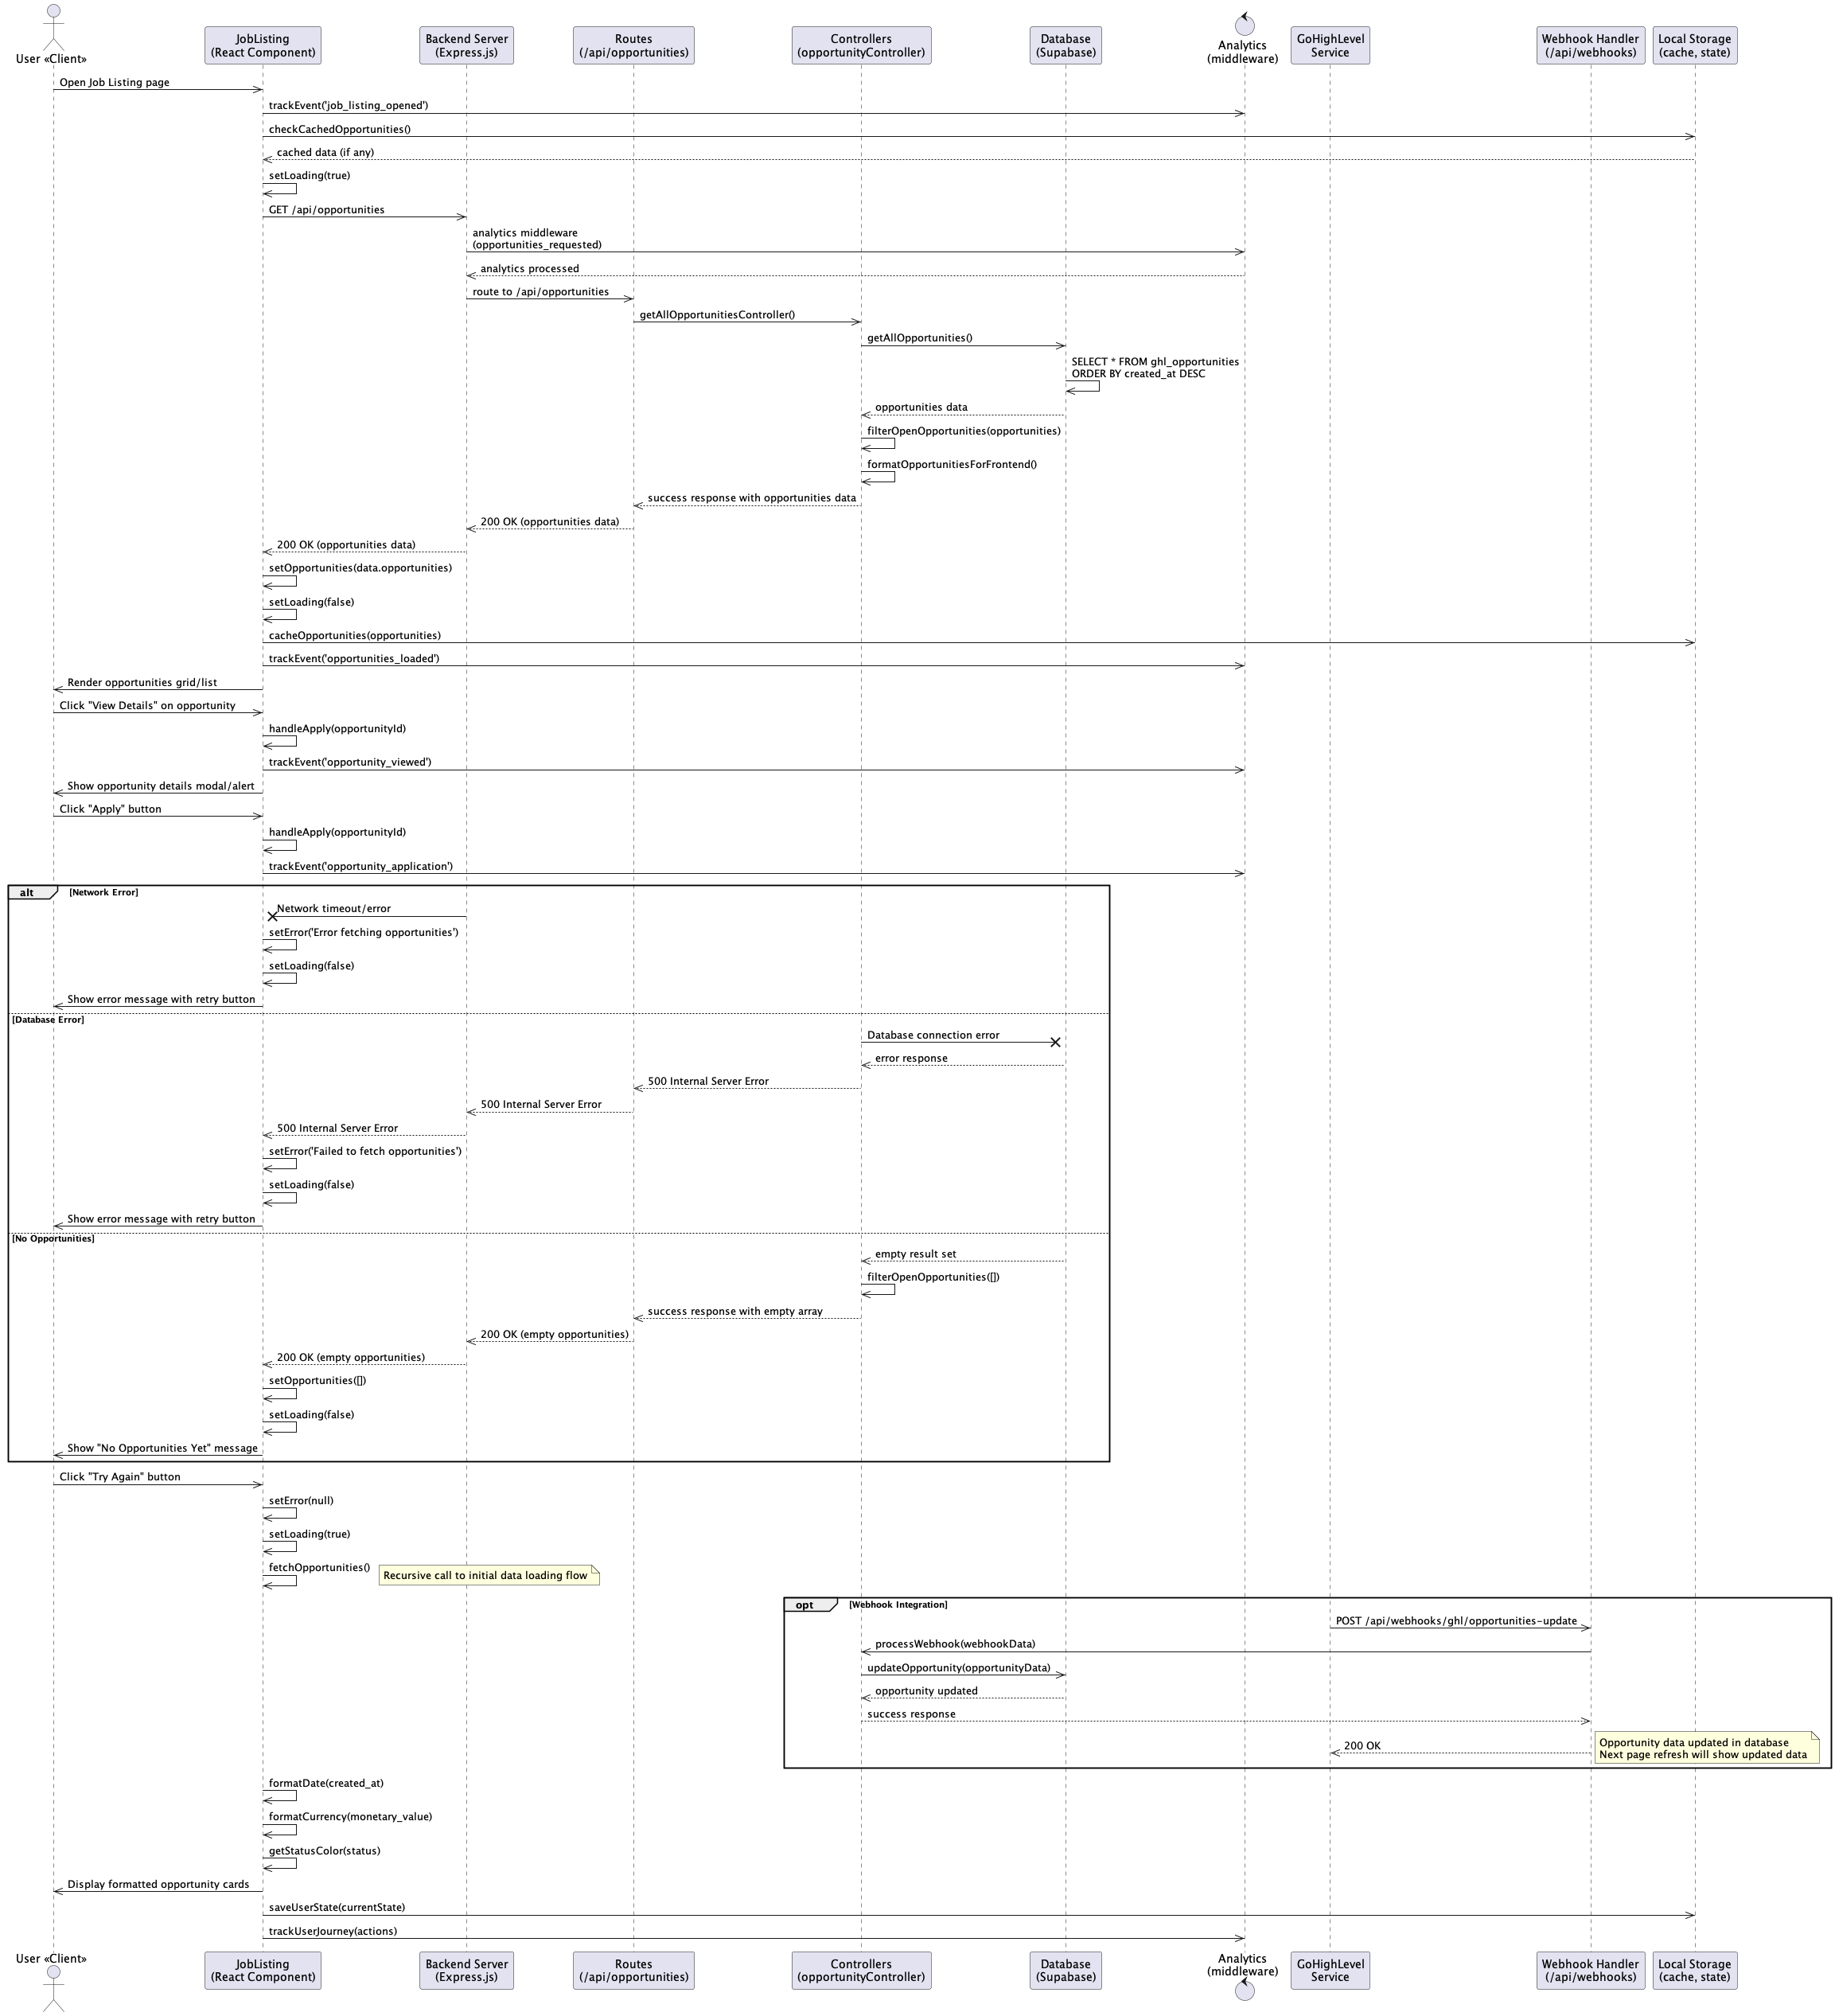 User «Client»
JobListing
(React Component)
Backend Server
(Express.js)
Routes
(/api/opportunities)
Controllers
(opportunityController)
Database
(Supabase)
Analytics
(middleware)
GoHighLevel
Service
Webhook Handler
(/api/webhooks)
Local Storage
(cache, state)
Open Job Listing page
trackEvent('job_listing_opened')
checkCachedOpportunities()
cached data (if any)
setLoading(true)
GET /api/opportunities
analytics middleware
(opportunities_requested)
analytics processed
route to /api/opportunities
getAllOpportunitiesController()
getAllOpportunities()
SELECT * FROM ghl_opportunities
ORDER BY created_at DESC
opportunities data
filterOpenOpportunities(opportunities)
formatOpportunitiesForFrontend()
success response with opportunities data
200 OK (opportunities data)
200 OK (opportunities data)
setOpportunities(data.opportunities)
setLoading(false)
cacheOpportunities(opportunities)
trackEvent('opportunities_loaded')
Render opportunities grid/list
Click "View Details" on opportunity
handleApply(opportunityId)
trackEvent('opportunity_viewed')
Show opportunity details modal/alert
Click "Apply" button
handleApply(opportunityId)
trackEvent('opportunity_application')
alt [Network Error]
Network timeout/error
setError('Error fetching opportunities')
setLoading(false)
Show error message with retry button
[Database Error]
Database connection error
error response
500 Internal Server Error
500 Internal Server Error
500 Internal Server Error
setError('Failed to fetch opportunities')
setLoading(false)
Show error message with retry button
[No Opportunities]
empty result set
filterOpenOpportunities([])
success response with empty array
200 OK (empty opportunities)
200 OK (empty opportunities)
setOpportunities([])
setLoading(false)
Show "No Opportunities Yet" message
Click "Try Again" button
setError(null)
setLoading(true)
fetchOpportunities()
Recursive call to initial data loading flow
opt [Webhook Integration]
POST /api/webhooks/ghl/opportunities-update
processWebhook(webhookData)
updateOpportunity(opportunityData)
opportunity updated
success response
200 OK
Opportunity data updated in database
Next page refresh will show updated data
formatDate(created_at)
formatCurrency(monetary_value)
getStatusColor(status)
Display formatted opportunity cards
saveUserState(currentState)
trackUserJourney(actions)
User «Client»
JobListing
(React Component)
Backend Server
(Express.js)
Routes
(/api/opportunities)
Controllers
(opportunityController)
Database
(Supabase)
Analytics
(middleware)
GoHighLevel
Service
Webhook Handler
(/api/webhooks)
Local Storage
(cache, state)